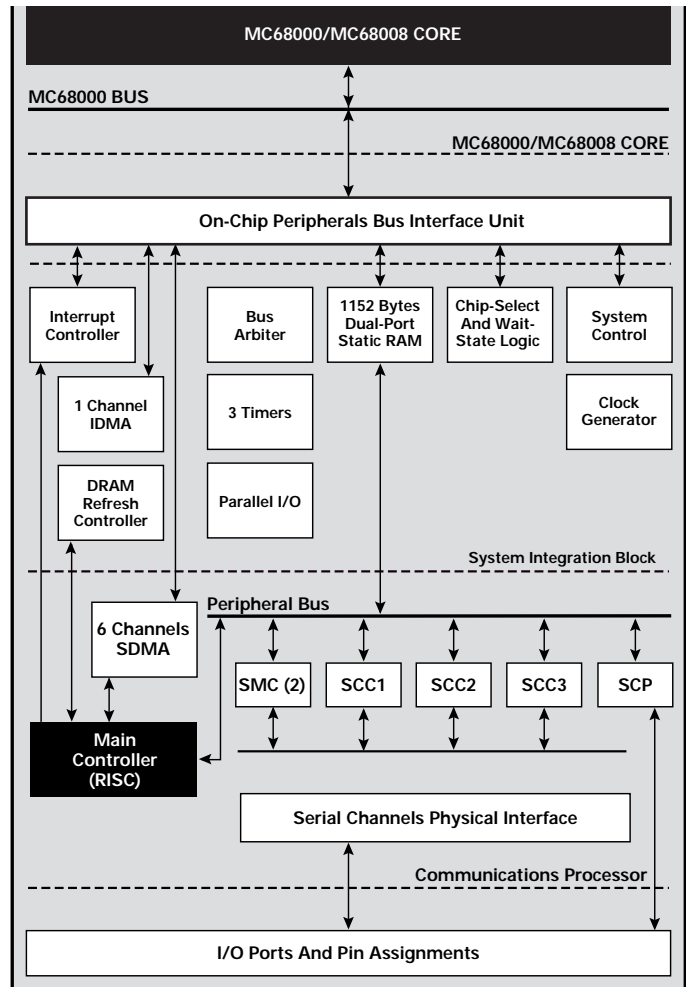 MC68000/MC68008 CORE
MC68000 BUS
MC68000/MC68008 CORE
On-Chip Peripherals Bus Interface Unit
Interrupt
Controller
Bus
Arbiter
1152 Bytes
Dual-Port
Static RAM
Chip-Select
And Wait-
State Logic
System
Control
1 Channel
IDMA
3 Timers
Clock
Generator
DRAM
Refresh
Controller
Parallel I/O
System Integration Block
6 Channels
SDMA
Peripheral Bus
SMC (2)
SCC1
SCC2
SCC3
SCP
Main
Controller
(RISC)
Serial Channels Physical Interface
Communications Processor
I/O Ports And Pin Assignments